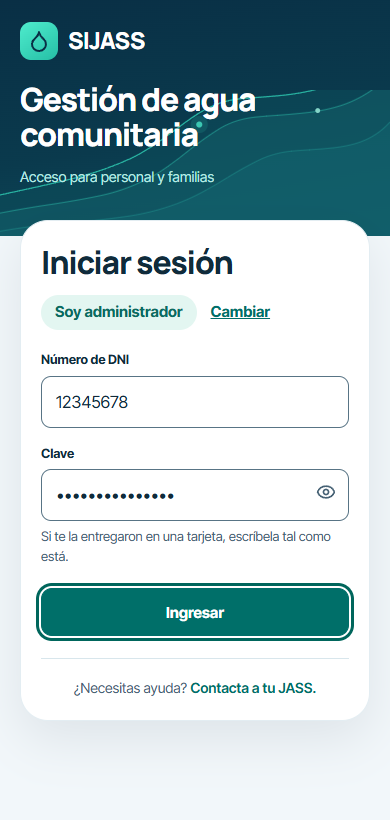 SIJASS
Gestión de agua
comunitaria
Acceso para personal y familias
Iniciar sesión
Soy administrador Cambiar
Número de DNI
12345678
Clave
•••••••••••••••
Si te la entregaron en una tarjeta, escríbela tal como
está.
Ingresar
¿Necesitas ayuda? Contacta a tu JASS.